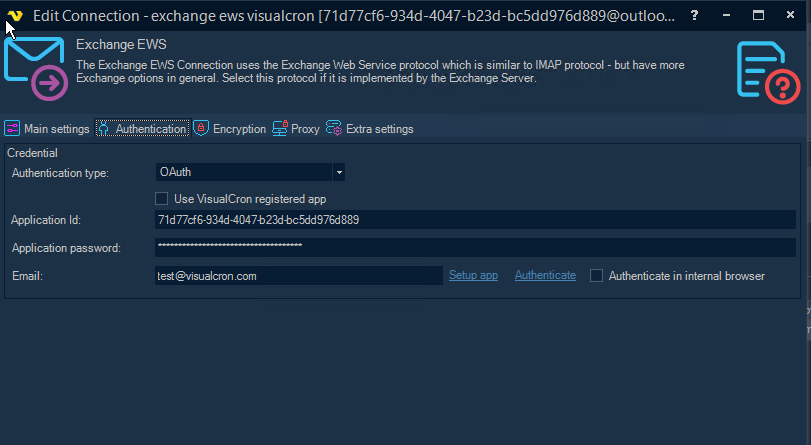 Edit Connection - exchange ews visualcron [71d77cf6-934d-4047-b23d-bc5dd976d889@outloo... ?
Exchange EWS
The Exchange EWS Connection uses the Exchange Web Service protocol which is similar to IMAP protocol - but have more
Exchange options in general. Select this protocol if it is implemented by the Exchange Server.
Main settings Authentication Encryption Proxy Extra settings
Credential
Authentication type: OAuth
Use VisualCron registered app
Application Id: 71d77cf6-934d-4047-b23d-bc5dd976d889
Application password: ************************************
Email: test@visualcron.com Setup app Authenticate Authenticate in internal browser